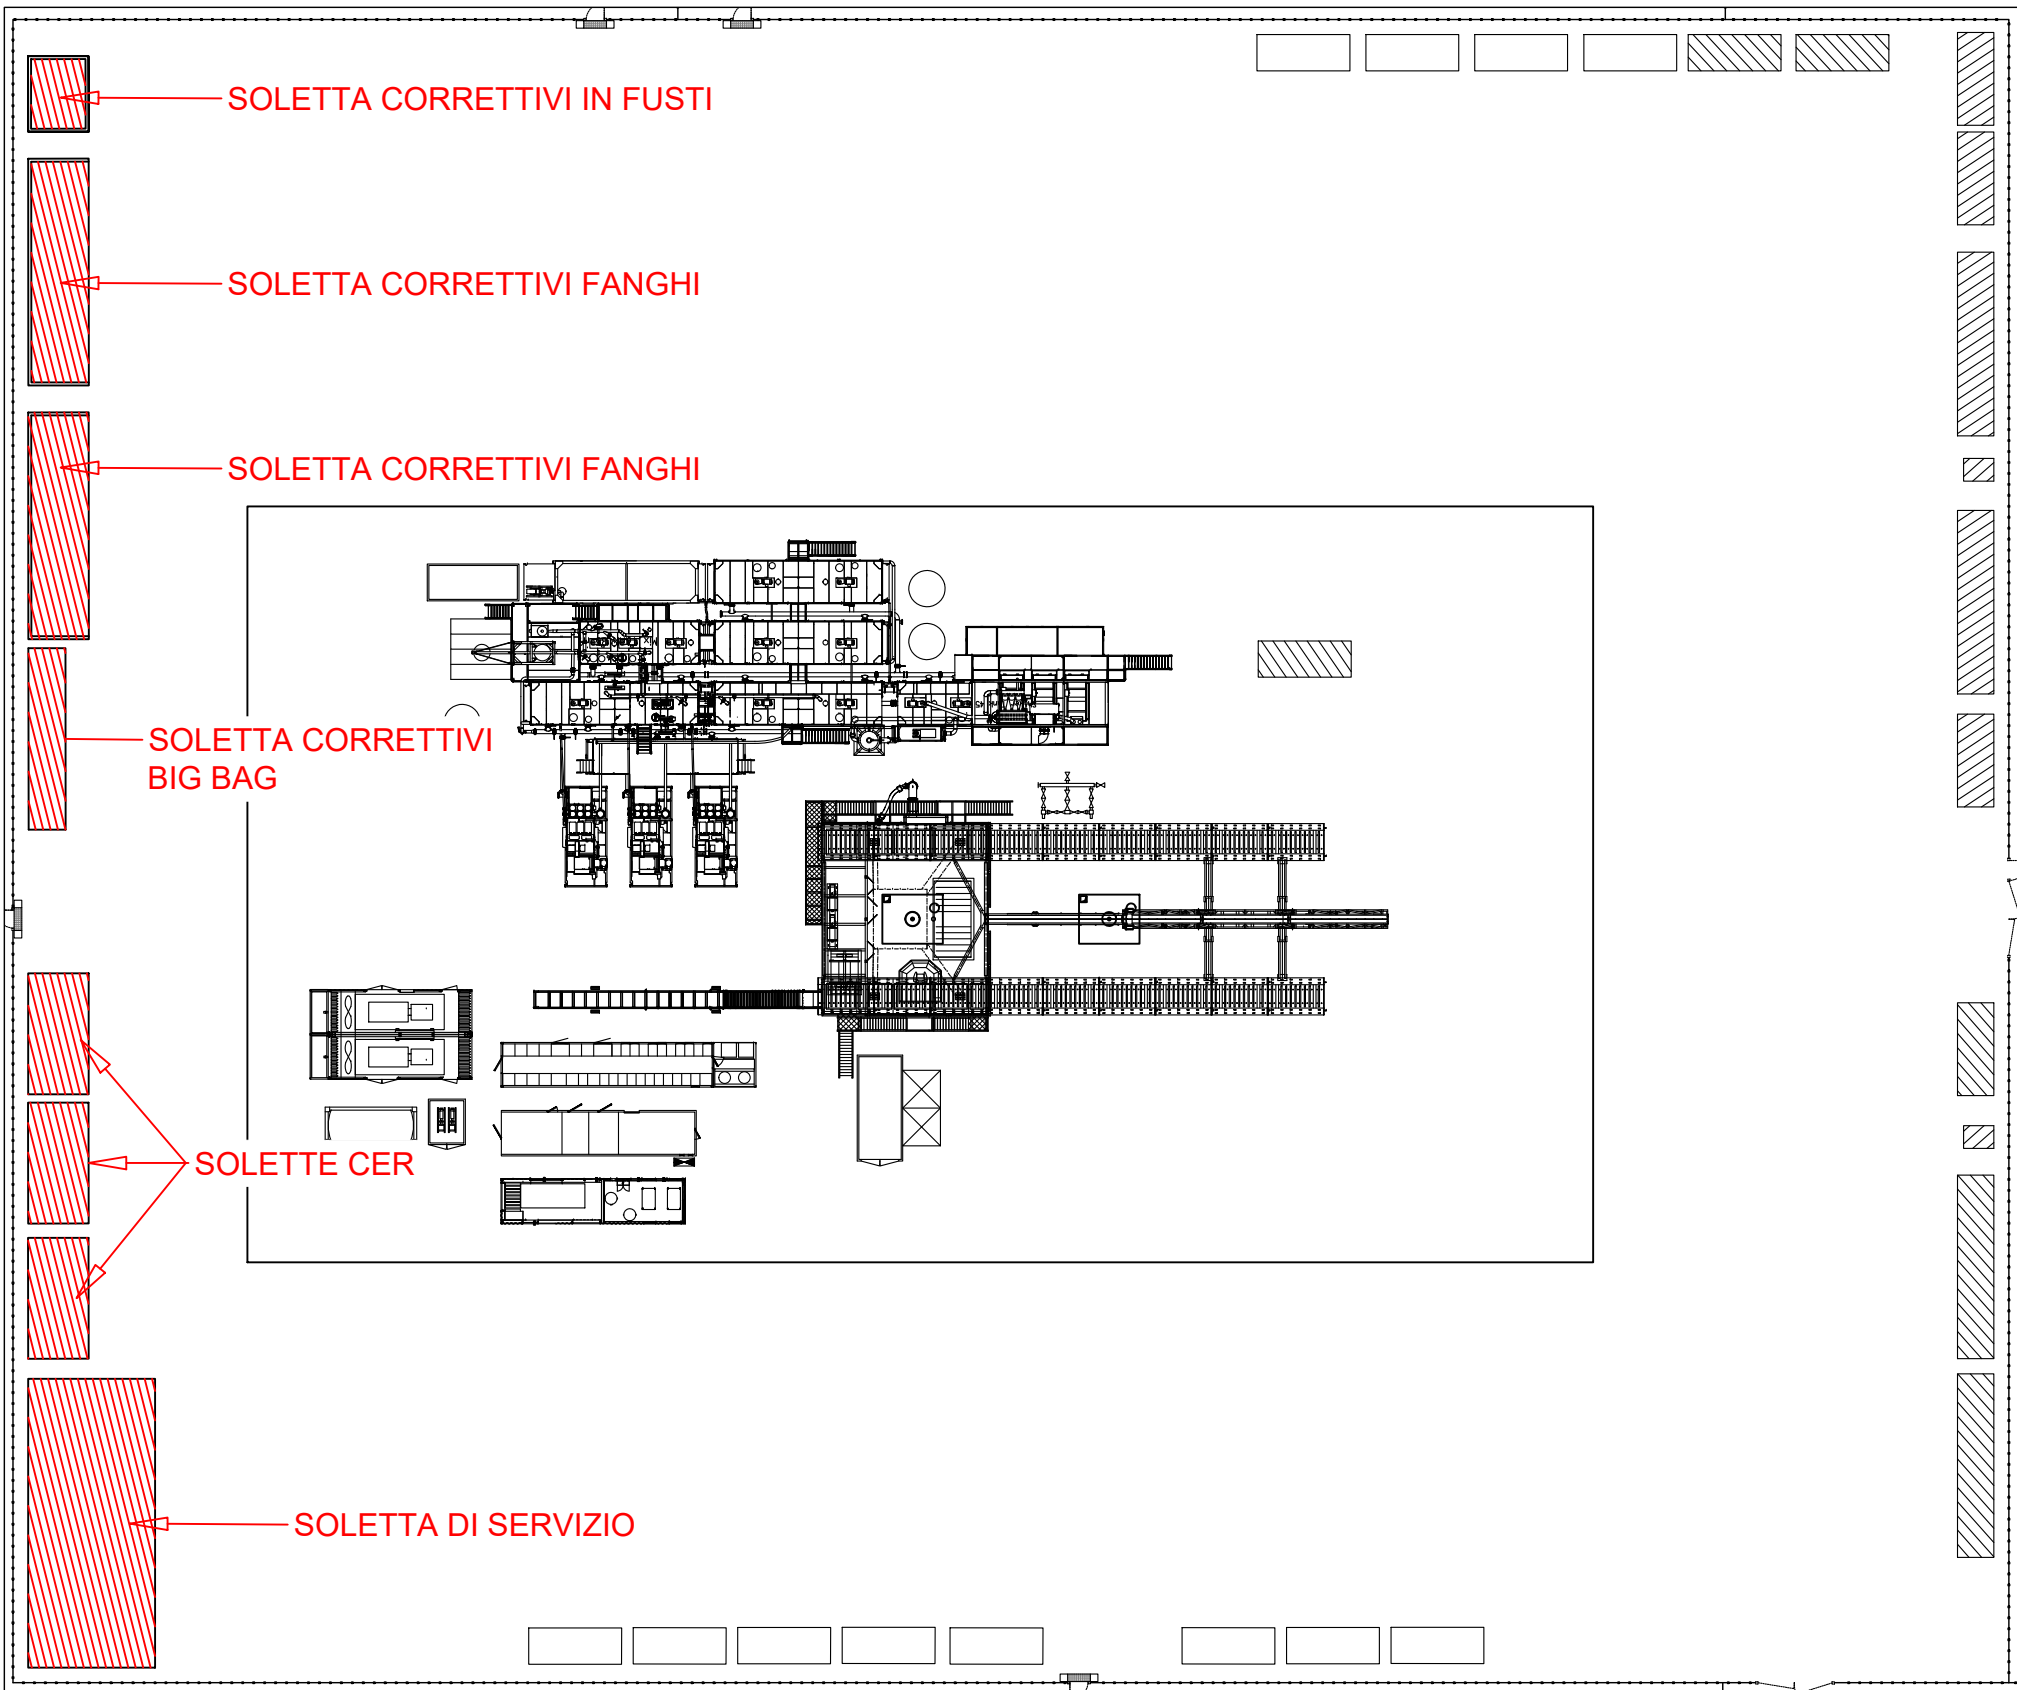 SOLETTA CORRETTIVI IN FUSTI
SOLETTA CORRETTIVI FANGHI
SOLETTA CORRETTIVI FANGHI
SOLETTA CORRETTIVI
BIG BAG
SOLETTE CER
SOLETTA DI SERVIZIO